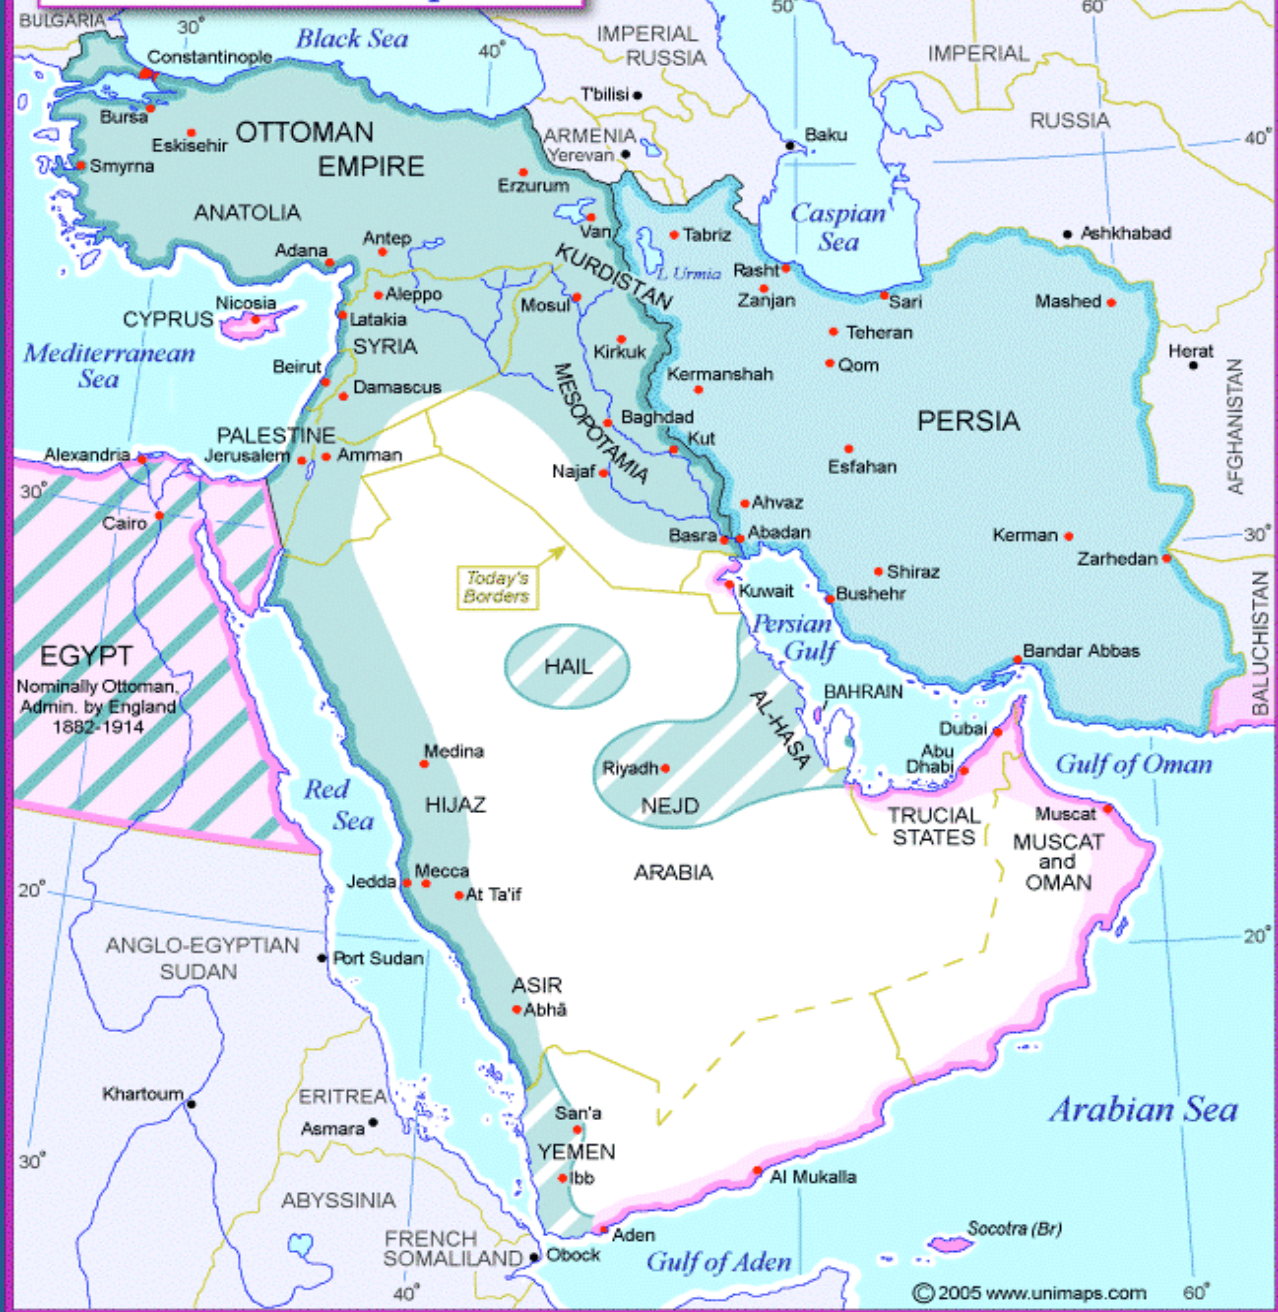 BULGARIA
30°
Black Sea
40°
IMPERIAL
RUSSIA
50°
60°
IMPERIAL
RUSSIA
40°
Constantinople
T'bilisi
Bursa
Eskisehir
OTTOMAN
EMPIRE
ARMENIA
Yerevan
Baku
Smyrna
Erzurum
ANATOLIA
Caspian
Sea
Van
Tabriz
Ashkhabad
Antep
Adana
KURDISTAN
L. Urmia
Rasht
Zanjan
Sari
Mashed
Aleppo
Mosul
Nicosia
CYPRUS
Latakia
SYRIA
Teheran
Kirkuk
Qom
Herat
Mediterranean
Sea
Beirut
Damascus
Kermanshah
MESOPOTAMIA
Baghdad
PERSIA
AFGHANISTAN
PALESTINE
Kut
Alexandria
Jerusalem
Amman
Najaf
Esfahan
30°
Cairo
Ahvaz
Basra
Abadan
Kerman
30°
Zarhedan
Today's
Borders
Kuwait
Shiraz
Bushehr
BALUCHISTAN
Persian
Gulf
EGYPT
Nominally Ottoman,
Admin. by England
1882-1914
HAIL
Bandar Abbas
BAHRAIN
AL-HASA
Dubai
Abu
Dhabi
Gulf of Oman
Medina
Riyadh
Red
Sea
HIJAZ
NEJD
TRUCIAL
STATES
Muscat
MUSCAT
and
OMAN
ARABIA
Jedda
Mecca
At Ta'if
20°
20°
ANGLO-EGYPTIAN
SUDAN
Port Sudan
ASIR
Abhā
Khartoum
ERITREA
Asmara
San'a
YEMEN
Ibb
Arabian Sea
30°
Al Mukalla
ABYSSINIA
FRENCH
SOMALILAND
Obock
Aden
Gulf of Aden
Socotra (Br)
40°
60°
© 2005 www.unimaps.com